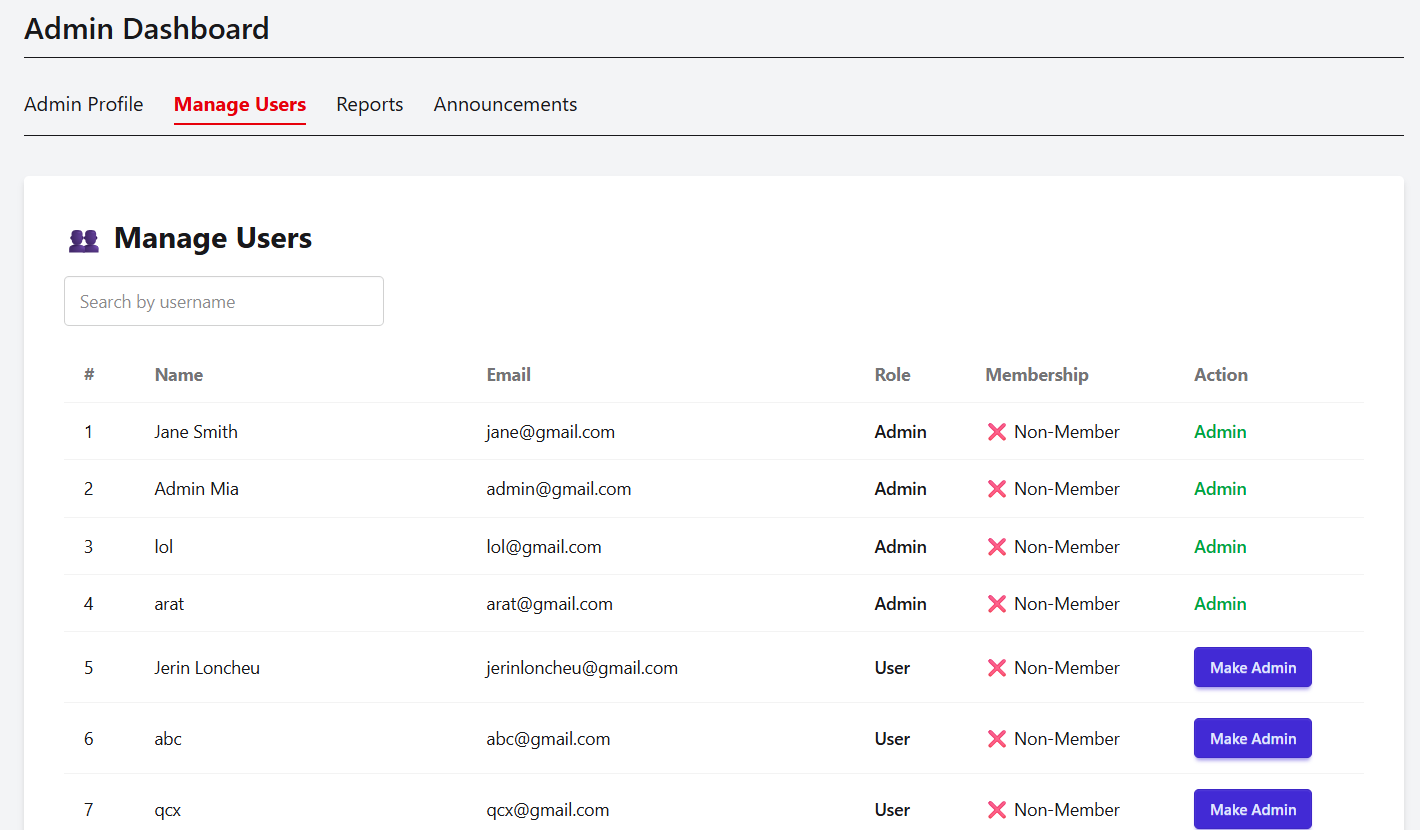 Admin Dashboard
Admin Profile Manage Users Reports Announcements
Manage Users
Search by username
# Name Email Role Membership Action
1 Jane Smith jane@gmail.com Admin Non-Member Admin
2 Admin Mia admin@gmail.com Admin Non-Member Admin
3 lol lol@gmail.com Admin Non-Member Admin
4 arat arat@gmail.com Admin Non-Member Admin
5 Jerin Loncheu jerinloncheu@gmail.com User Non-Member Make Admin
6 abc abc@gmail.com User Non-Member Make Admin
7 qcx qcx@gmail.com User Non-Member Make Admin